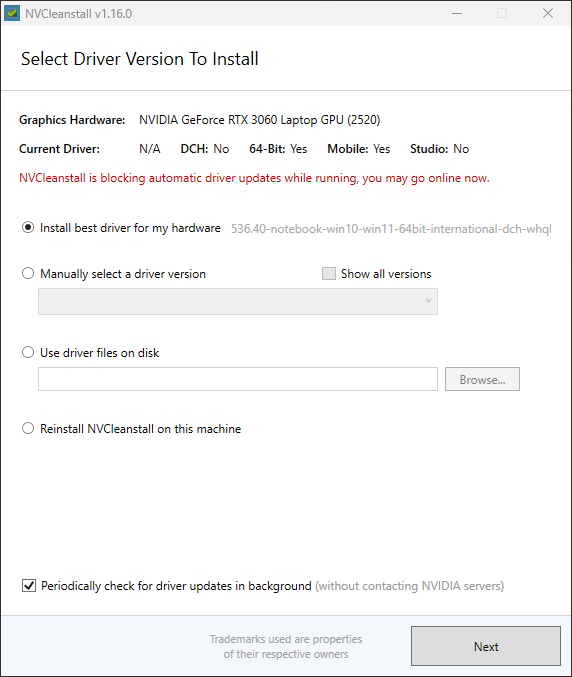 NVCleanstall v1.16.0
Select Driver Version To Install
Graphics Hardware: NVIDIA GeForce RTX 3060 Laptop GPU (2520)
Current Driver: N/A DCH: No 64-Bit: Yes Mobile: Yes Studio: No
NVCleanstall is blocking automatic driver updates while running, you may go online now.
Install best driver for my hardware 536.40-notebook-win10-win11-64bit-international-dch-whql
Manually select a driver version Show all versions
Use driver files on disk
Browse...
Reinstall NVCleanstall on this machine
Periodically check for driver updates in background (without contacting NVIDIA servers)
Trademarks used are properties
of their respective owners
Next